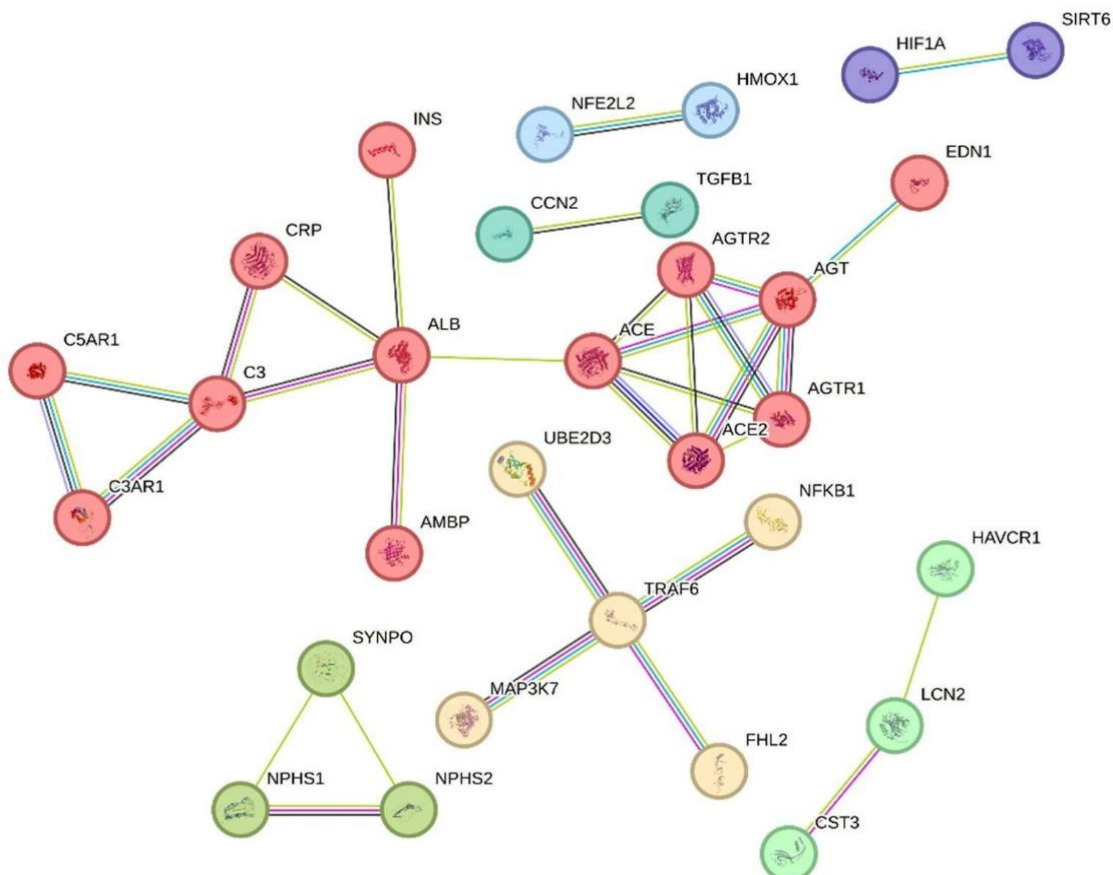 SIRT6
HIF1A
HMOX1
NFE2L2
INS
EDN1
TGFB1
CCN2
CRP
AGTR2
AGT
ALB
ACE
C5AR1
C3
AGTR1
ACE2
UBE2D3
C3AR1
NFKB1
AMBP
HAVCR1
TRAF6
SYNPO
MAP3K7
LCN2
FHL2
NPHS1
NPHS2
CST3